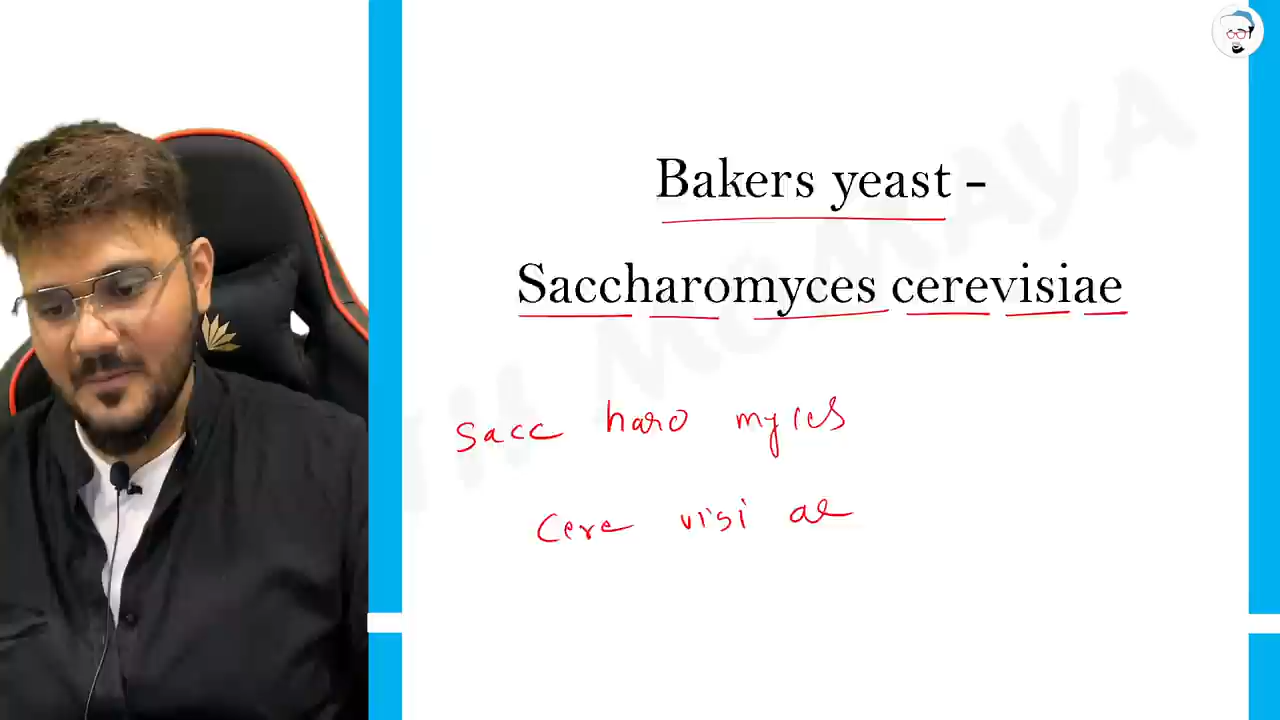 Bakers yeast -
Saccharomyces cerevisiae
sacc haro myces
cere visi ae